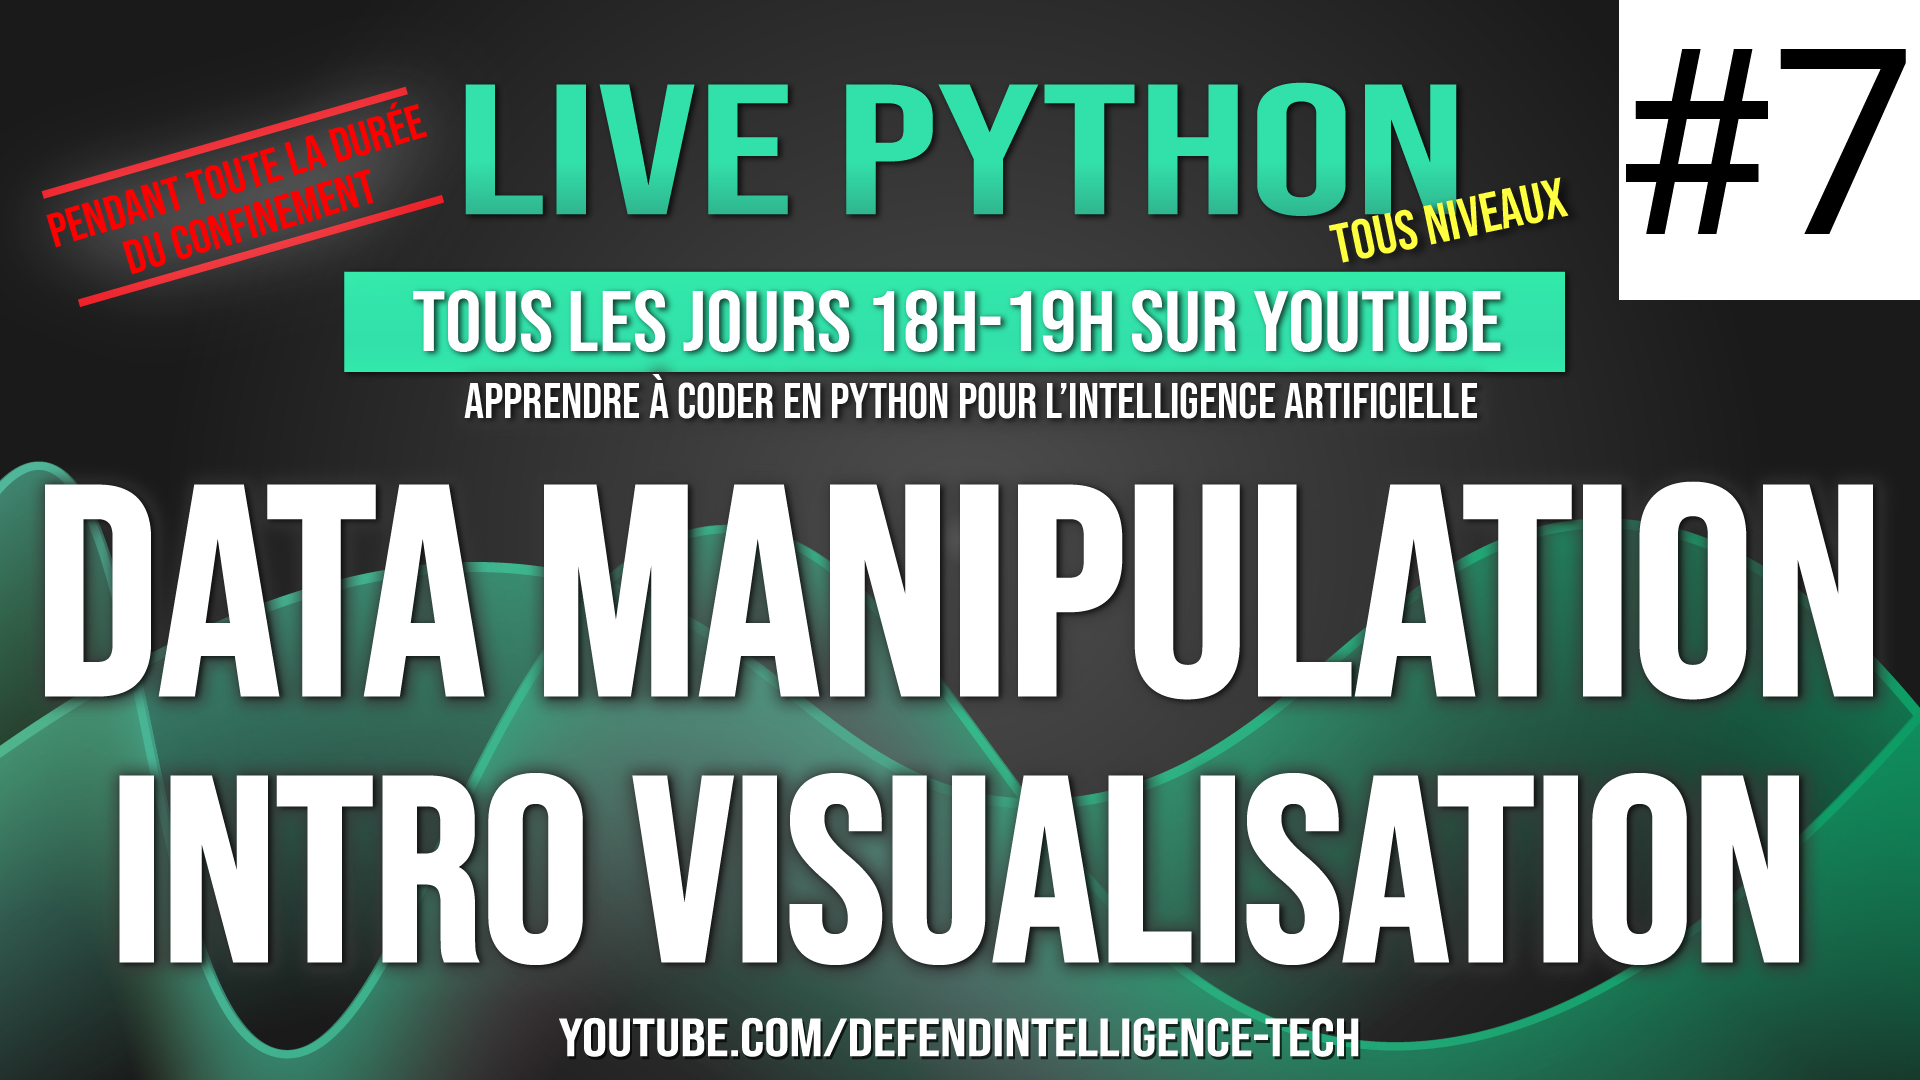 PENDANT TOUTE LA DURÉE
DU CONFINEMENT
LIVE PYTHON
TOUS NIVEAUX
#7
TOUS LES JOURS 18H-19H SUR YOUTUBE
APPRENDRE À CODER EN PYTHON POUR L'INTELLIGENCE ARTIFICIELLE
DATA MANIPULATION
INTRO VISUALISATION
YOUTUBE.COM/DEFENDINTELLIGENCE-TECH